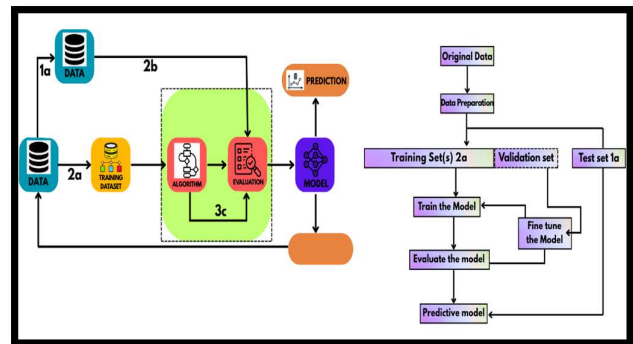 1a
DATA
2b
PREDICTION
DATA
2a
TRAINING
DATASET
ALGORITHM
EVALUATION
3c
MODEL
Original Data
Data Preparation
Training Set(s) 2a
Validation set
Test set 1a
Train the Model
Fine tune
the Model
Evaluate the model
Predictive model